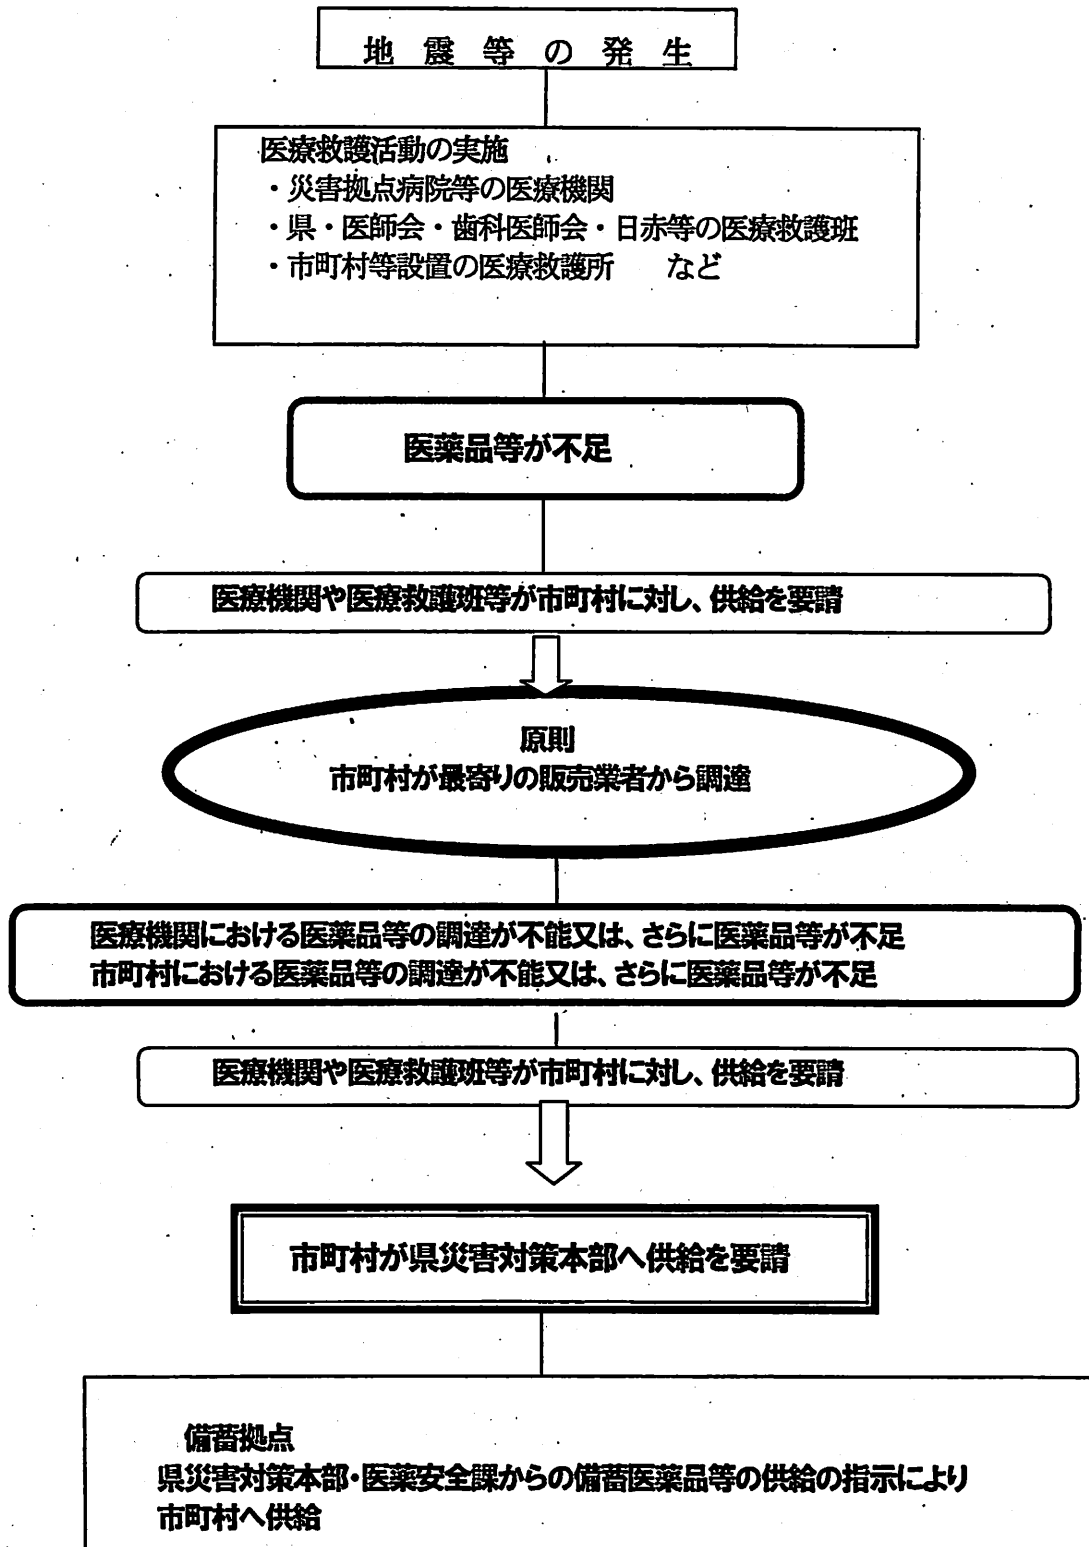 地震等の発生
医療救護活動の実施
・災害拠点病院等の医療機関
・県・医師会・歯科医師会・日赤等の医療救護班
・市町村等設置の医療救護所　など
医薬品等が不足
医療機関や医療救護班等が市町村に対し、供給を要請
原則
市町村が最寄りの販売業者から調達
医療機関における医薬品等の調達が不能又は、さらに医薬品等が不足
市町村における医薬品等の調達が不能又は、さらに医薬品等が不足
医療機関や医療救護班等が市町村に対し、供給を要請
市町村が県災害対策本部へ供給を要請
備蓄拠点
県災害対策本部・医薬安全課からの備蓄医薬品等の供給の指示により
市町村へ供給